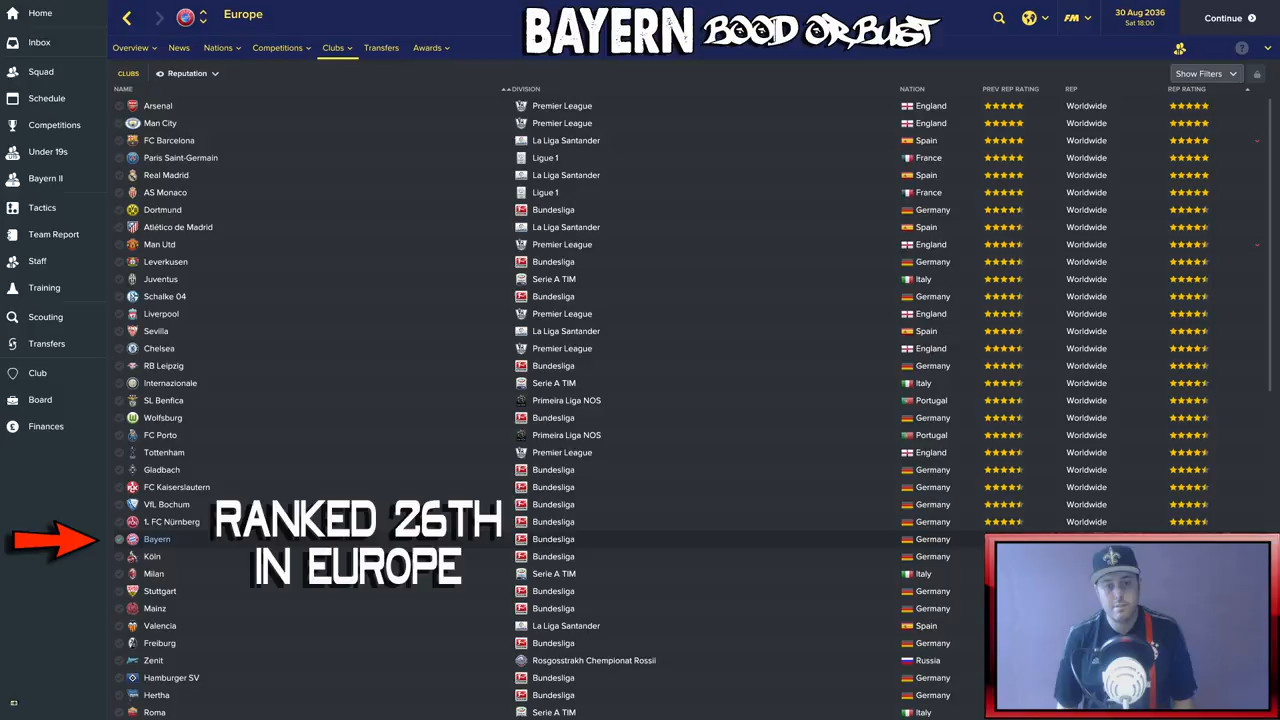 Home
Inbox
Squad
Schedule
Competitions
Under 19s
Bayern II
Tactics
Team Report
Staff
Training
Scouting
Transfers
Club
Board
Finances
Europe
BAYERN BOOD OR BUST
FM
30 Aug 2036
Sat 18:00
Continue
Overview News Nations Competitions Clubs Transfers Awards
CLUBS Reputation
Show Filters
NAME DIVISION NATION PREV REP RATING REP REP RATING
Arsenal Premier League England Worldwide
Man City Premier League England Worldwide
FC Barcelona La Liga Santander Spain Worldwide
Paris Saint-Germain Ligue 1 France Worldwide
Real Madrid La Liga Santander Spain Worldwide
AS Monaco Ligue 1 France Worldwide
Dortmund Bundesliga Germany Worldwide
Atlético de Madrid La Liga Santander Spain Worldwide
Man Utd Premier League England Worldwide
Leverkusen Bundesliga Germany Worldwide
Juventus Serie A TIM Italy Worldwide
Schalke 04 Bundesliga Germany Worldwide
Liverpool Premier League England Worldwide
Sevilla La Liga Santander Spain Worldwide
Chelsea Premier League England Worldwide
RB Leipzig Bundesliga Germany Worldwide
Internazionale Serie A TIM Italy Worldwide
SL Benfica Primeira Liga NOS Portugal Worldwide
Wolfsburg Bundesliga Germany Worldwide
FC Porto Primeira Liga NOS Portugal Worldwide
Tottenham Premier League England Worldwide
Gladbach Bundesliga Germany Worldwide
FC Kaiserslautern Bundesliga Germany Worldwide
VfL Bochum Bundesliga Germany Worldwide
1. FC Nürnberg Bundesliga Germany Worldwide
Bayern Bundesliga Germany
Köln Bundesliga Germany
Milan Serie A TIM Italy
Stuttgart Bundesliga Germany
Mainz Bundesliga Germany
Valencia La Liga Santander Spain
Freiburg Bundesliga Germany
Zenit Rosgosstrakh Chempionat Rossii Russia
Hamburger SV Bundesliga Germany
Hertha Bundesliga Germany
Roma Serie A TIM Italy
RANKED 26TH
IN EUROPE